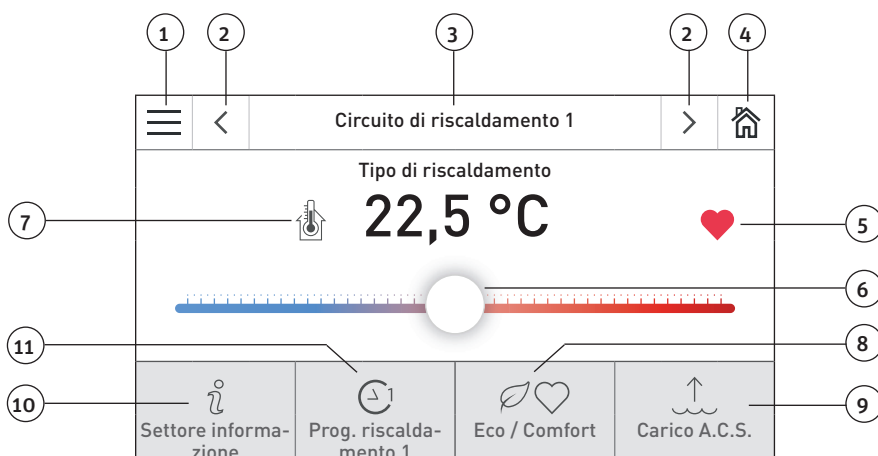 1 2 3 2 4
Circuito di riscaldamento 1
Tipo di riscaldamento
7 22,5 °C 5
6
11 8
10 9
1
Settore informa-
zione
Prog. riscalda-
mento 1
Eco / Comfort
Carico A.C.S.